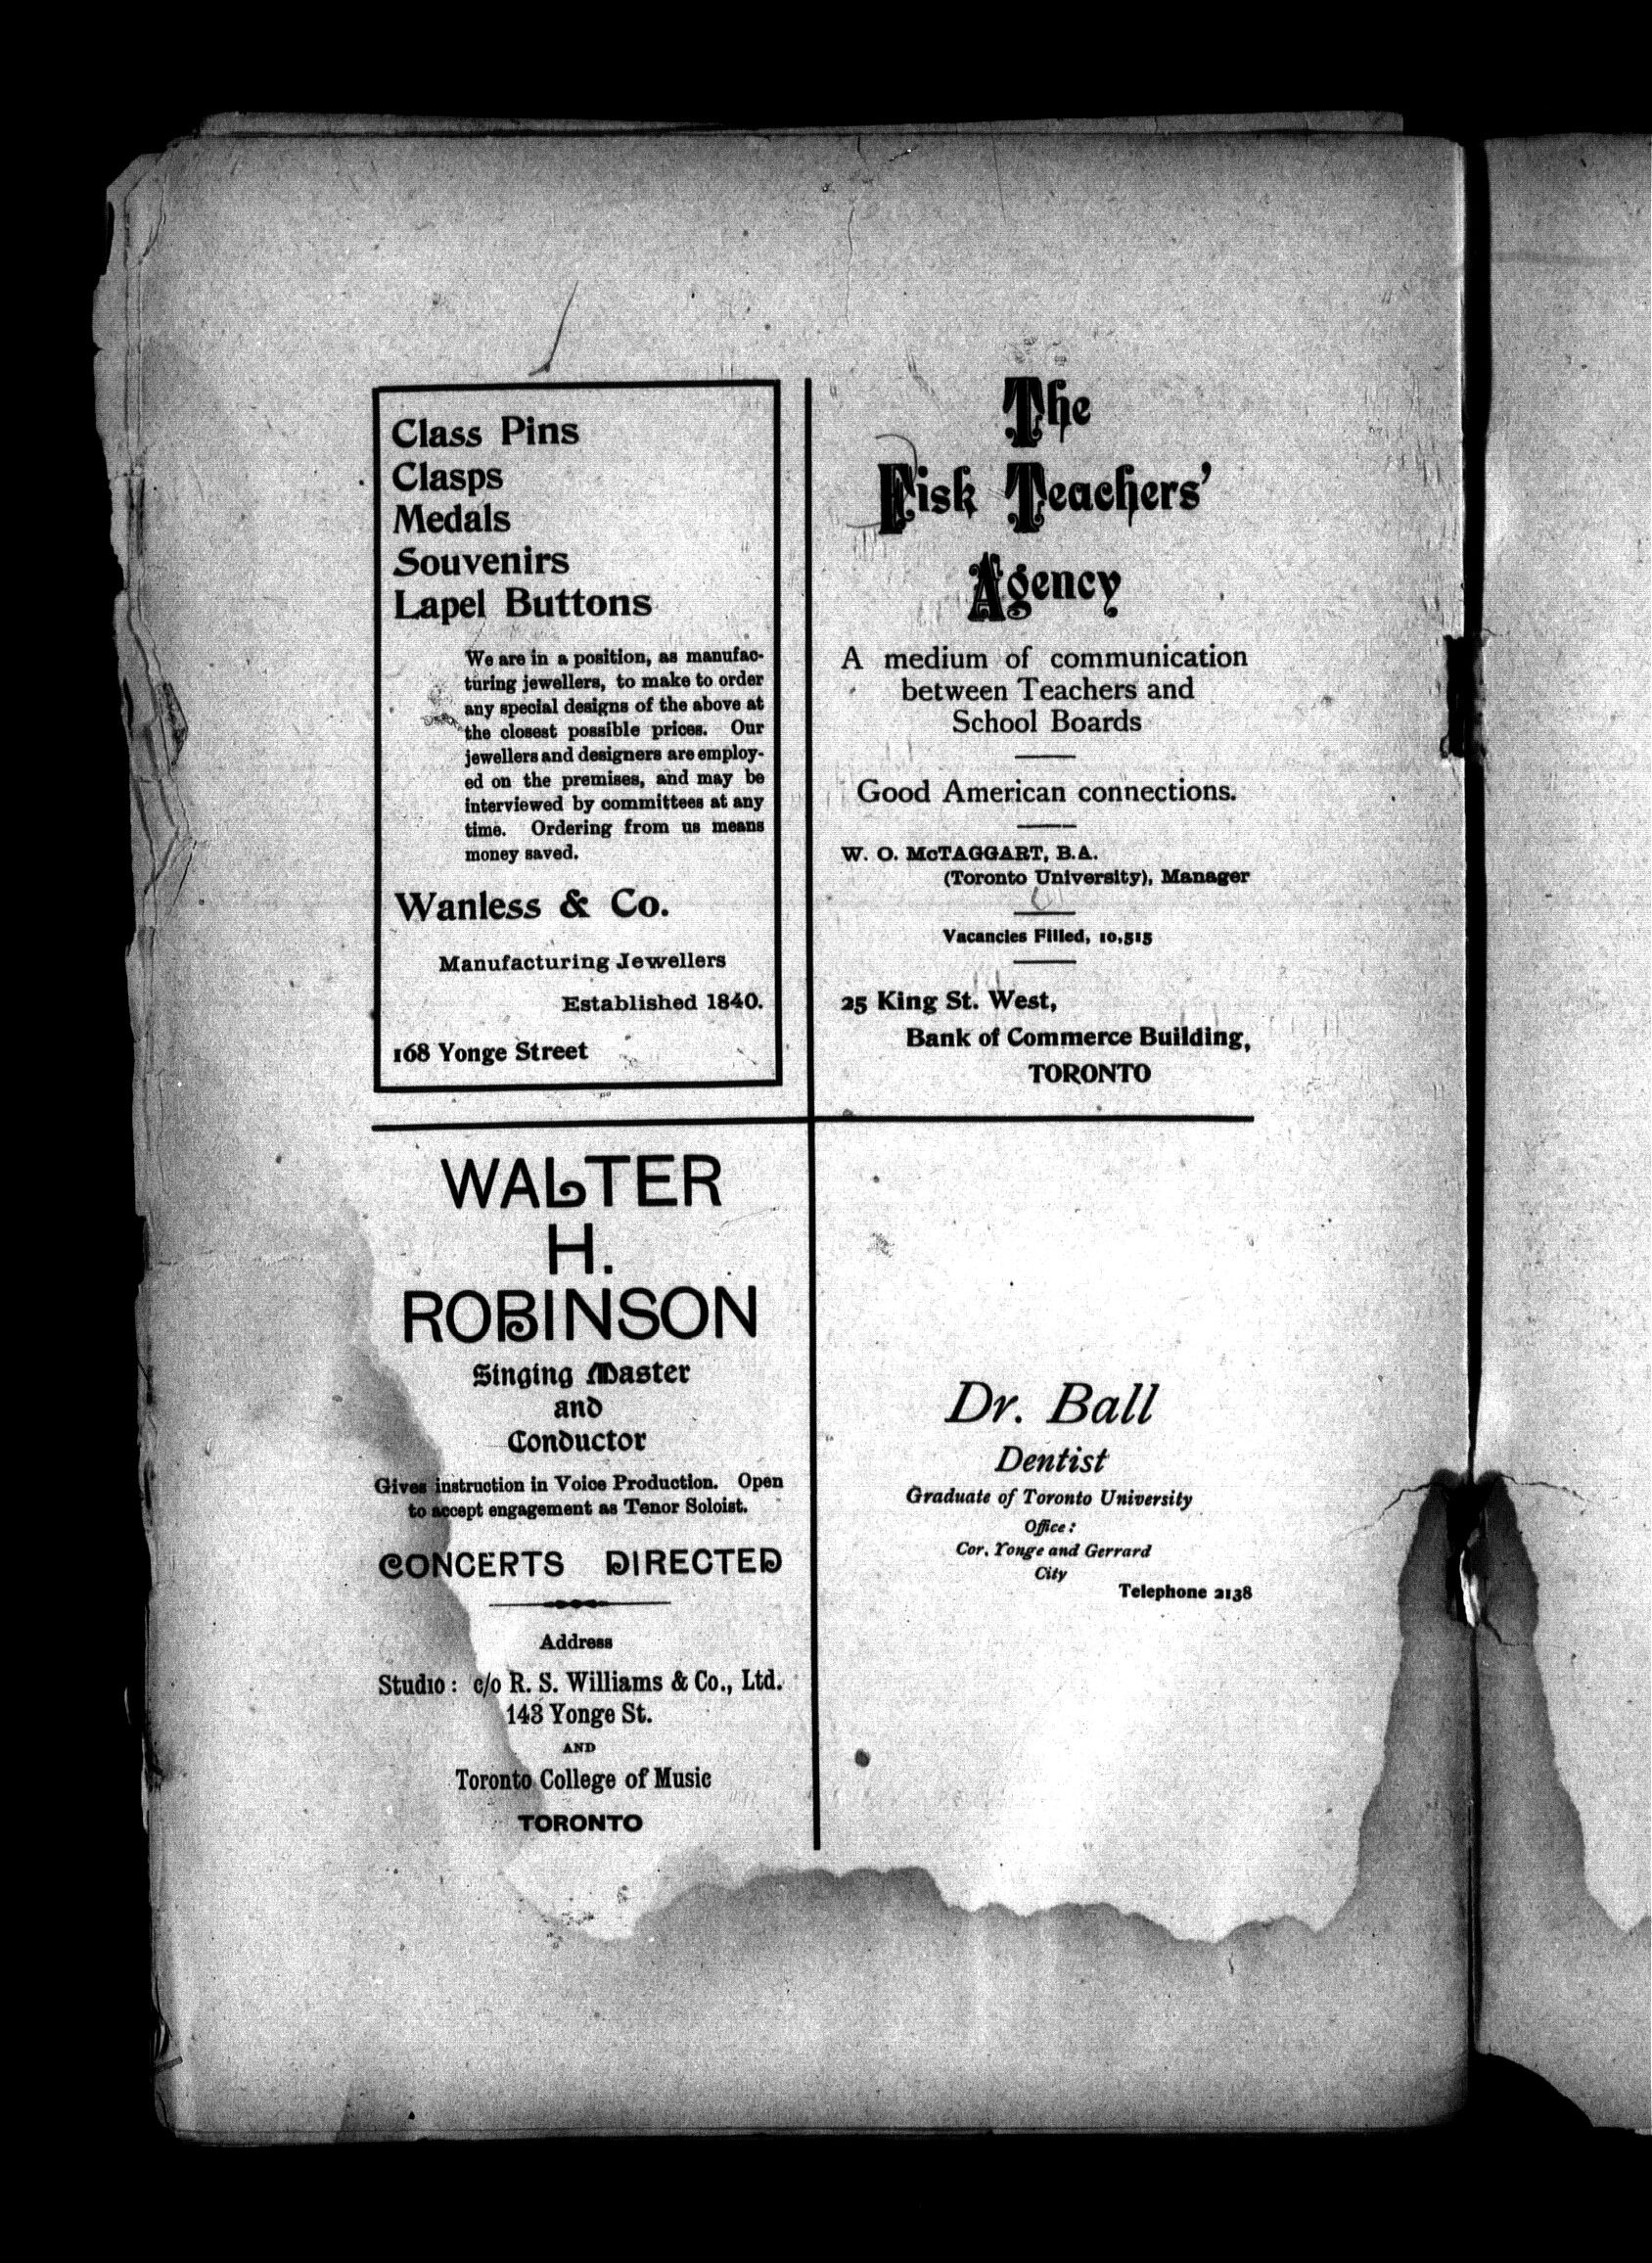 Class Pins
Clasps
Medals
Souvenirs
Lapel Buttons
We are in a position, as manufac-
turing jewellers, to make to order
any special designs of the above at
the closest possible prices. Our
jewellers and designers are employ-
ed on the premises, and may be
interviewed by committees at any
time. Ordering from us means
money saved.
Wanless & Co.
Manufacturing Jewellers
Established 1840.
168 Yonge Street
The
Fisk Teachers'
Agency
A medium of communication
between Teachers and
School Boards
Good American connections.
W. O. McTAGGART, B.A.
(Toronto University), Manager
Vacancies Filled, 10,515
25 King St. West,
Bank of Commerce Building,
TORONTO
WALTER
H.
ROBINSON
Singing Master
and
Conductor
Gives instruction in Voice Production. Open
to accept engagement as Tenor Soloist.
CONCERTS DIRECTED
Address
Studio: c/o R. S. Williams & Co., Ltd.
143 Yonge St.
AND
Toronto College of Music
TORONTO
Dr. Ball
Dentist
Graduate of Toronto University
Office:
Cor. Yonge and Gerrard
City
Telephone 2138